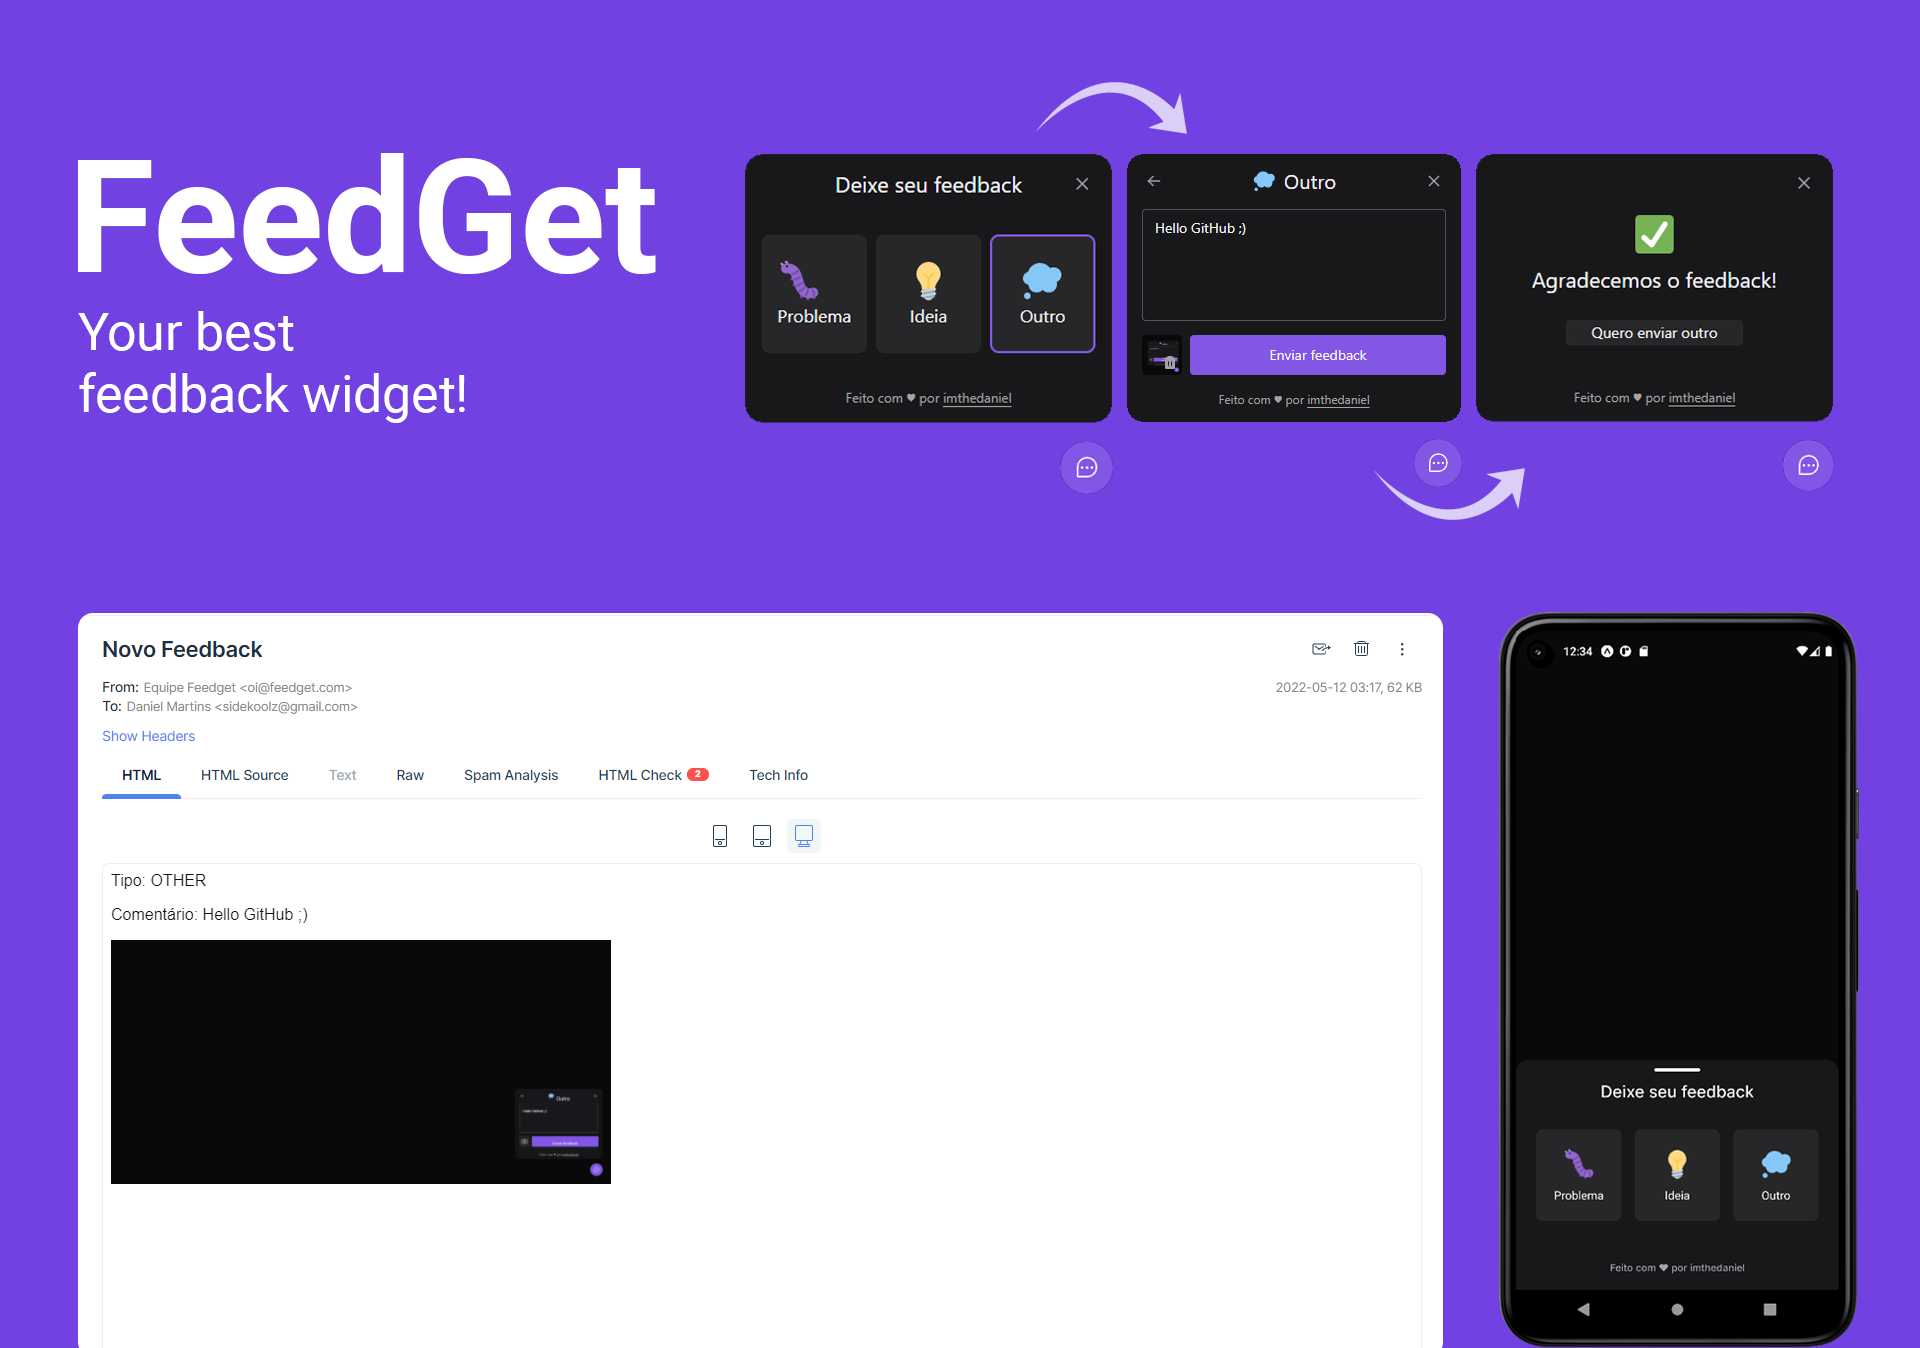 FeedGet
Your best
feedback widget!
Deixe seu feedback
Problema
Ideia
Outro
Feito com ♥ por imthedaniel
Outro
Hello GitHub ;)
Enviar feedback
Feito com ♥ por imthedaniel
Agradecemos o feedback!
Quero enviar outro
Feito com ♥ por imthedaniel
Novo Feedback
From: Equipe Feedget <oi@feedget.com>
2022-05-12 03:17, 62 KB
To: Daniel Martins <sidekoolz@gmail.com>
Show Headers
HTML HTML Source Text Raw Spam Analysis HTML Check 2 Tech Info
Tipo: OTHER
Comentário: Hello GitHub ;)
Outro
12:34
Deixe seu feedback
Problema
Ideia
Outro
Feito com ♥ por imthedaniel